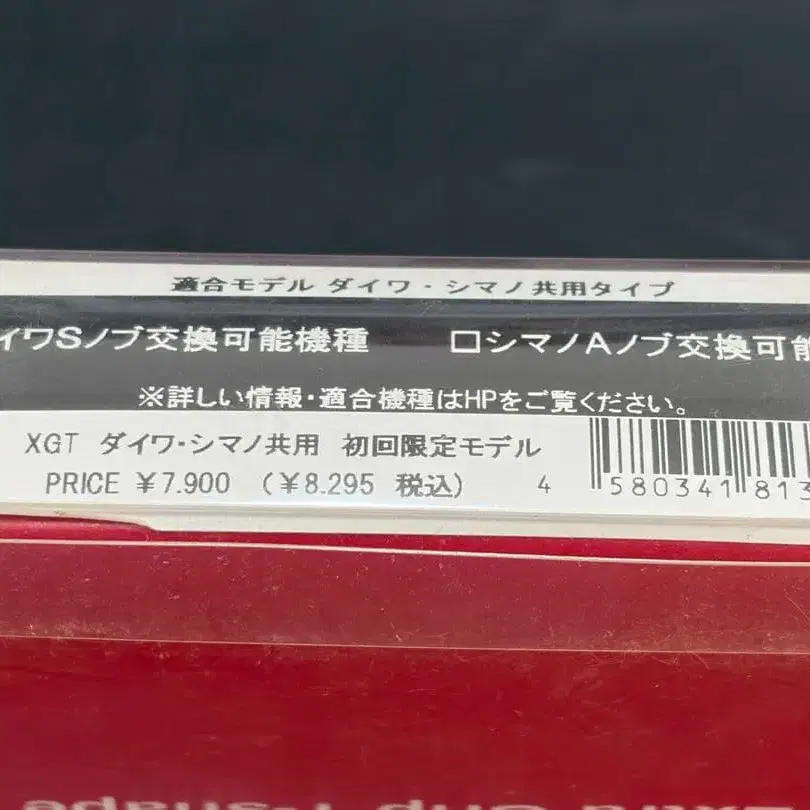 適合モデル ダイワ・シマノ共用タイプ
イワSノブ交換可能機種 □シマノAノブ交換可能
※詳しい情報・適合機種はHPをご覧ください。
XGT ダイワ・シマノ共用 初回限定モデル
PRICE ¥7.900 (¥8.295 税込)
4 580341 813